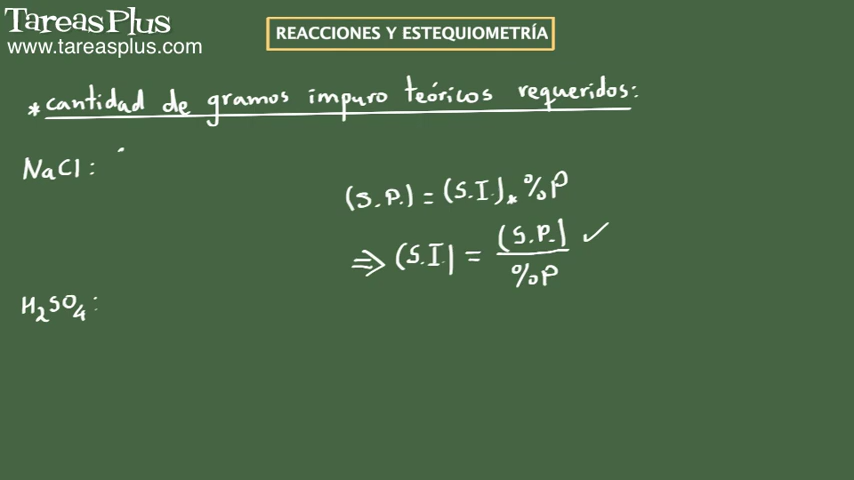 TareasPlus
www.tareasplus.com
REACCIONES Y ESTEQUIOMETRÍA
*cantidad de gramos impuro teóricos requeridos:
NaCl:
(S.P.) = (S.I.)* %P
⇒ (S.I) = (S.P.) / %P ✓
H₂SO₄: